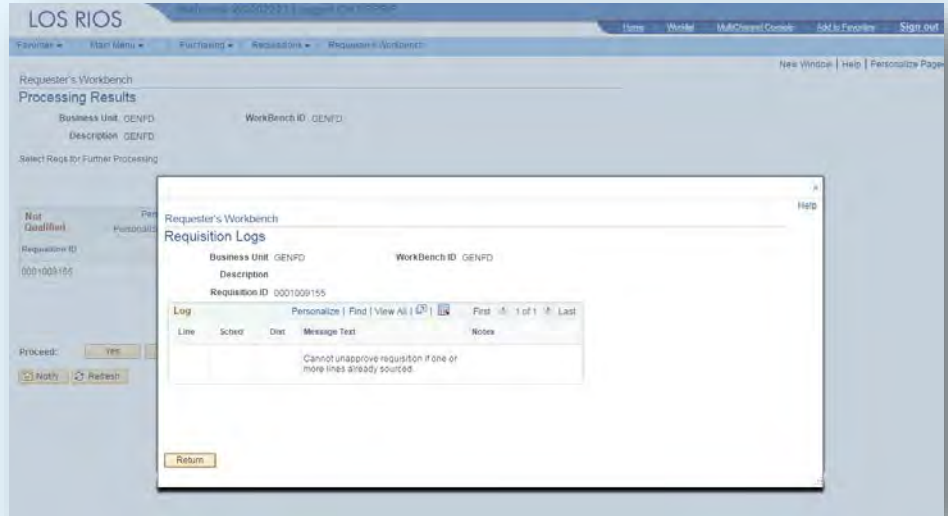 LOS RIOS
Home Worklist MultiChannel Console Add to Favorites Sign out
Favorites Main Menu Purchasing Requisitions Requester's Workbench
New Window | Help | Personalize Page
Requester's Workbench
Processing Results
Business Unit GENFD WorkBench ID GENFD
Description GENFD
Select Reqs for Further Processing
Help
Not Qualified
Requisition ID
0001009155
Requester's Workbench
Requisition Logs
Business Unit GENFD WorkBench ID GENFD
Description
Requisition ID 0001009155
Log Personalize | Find | View All | First 1 of 1 Last
Line Sched Dist Message Text Notes
Cannot unapprove requisition if one or
more lines already sourced.
Proceed: Yes
Notify Refresh
Return